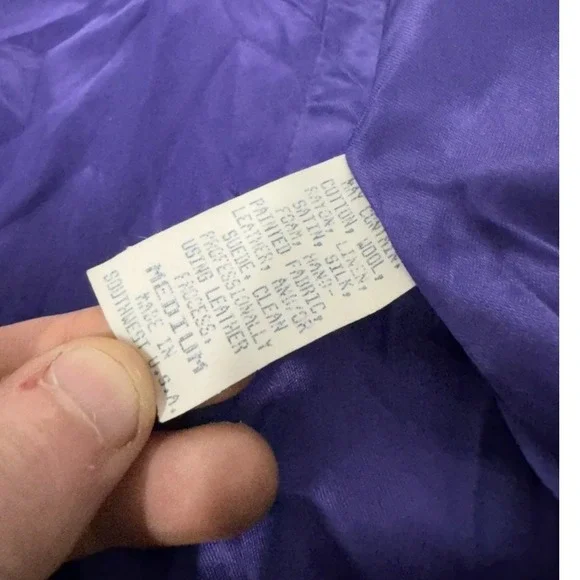 MAY CONTAIN:
COTTON, WOOL,
RAYON, LINEN,
SATIN, SILK,
FOAM, HAND-
PAINTED FABRIC,
LEATHER, AND/OR
SUEDE. CLEAN
PROFESSIONALLY
USING LEATHER
PROCESS.
MEDIUM
MADE IN
SOUTHWEST U.S.A.